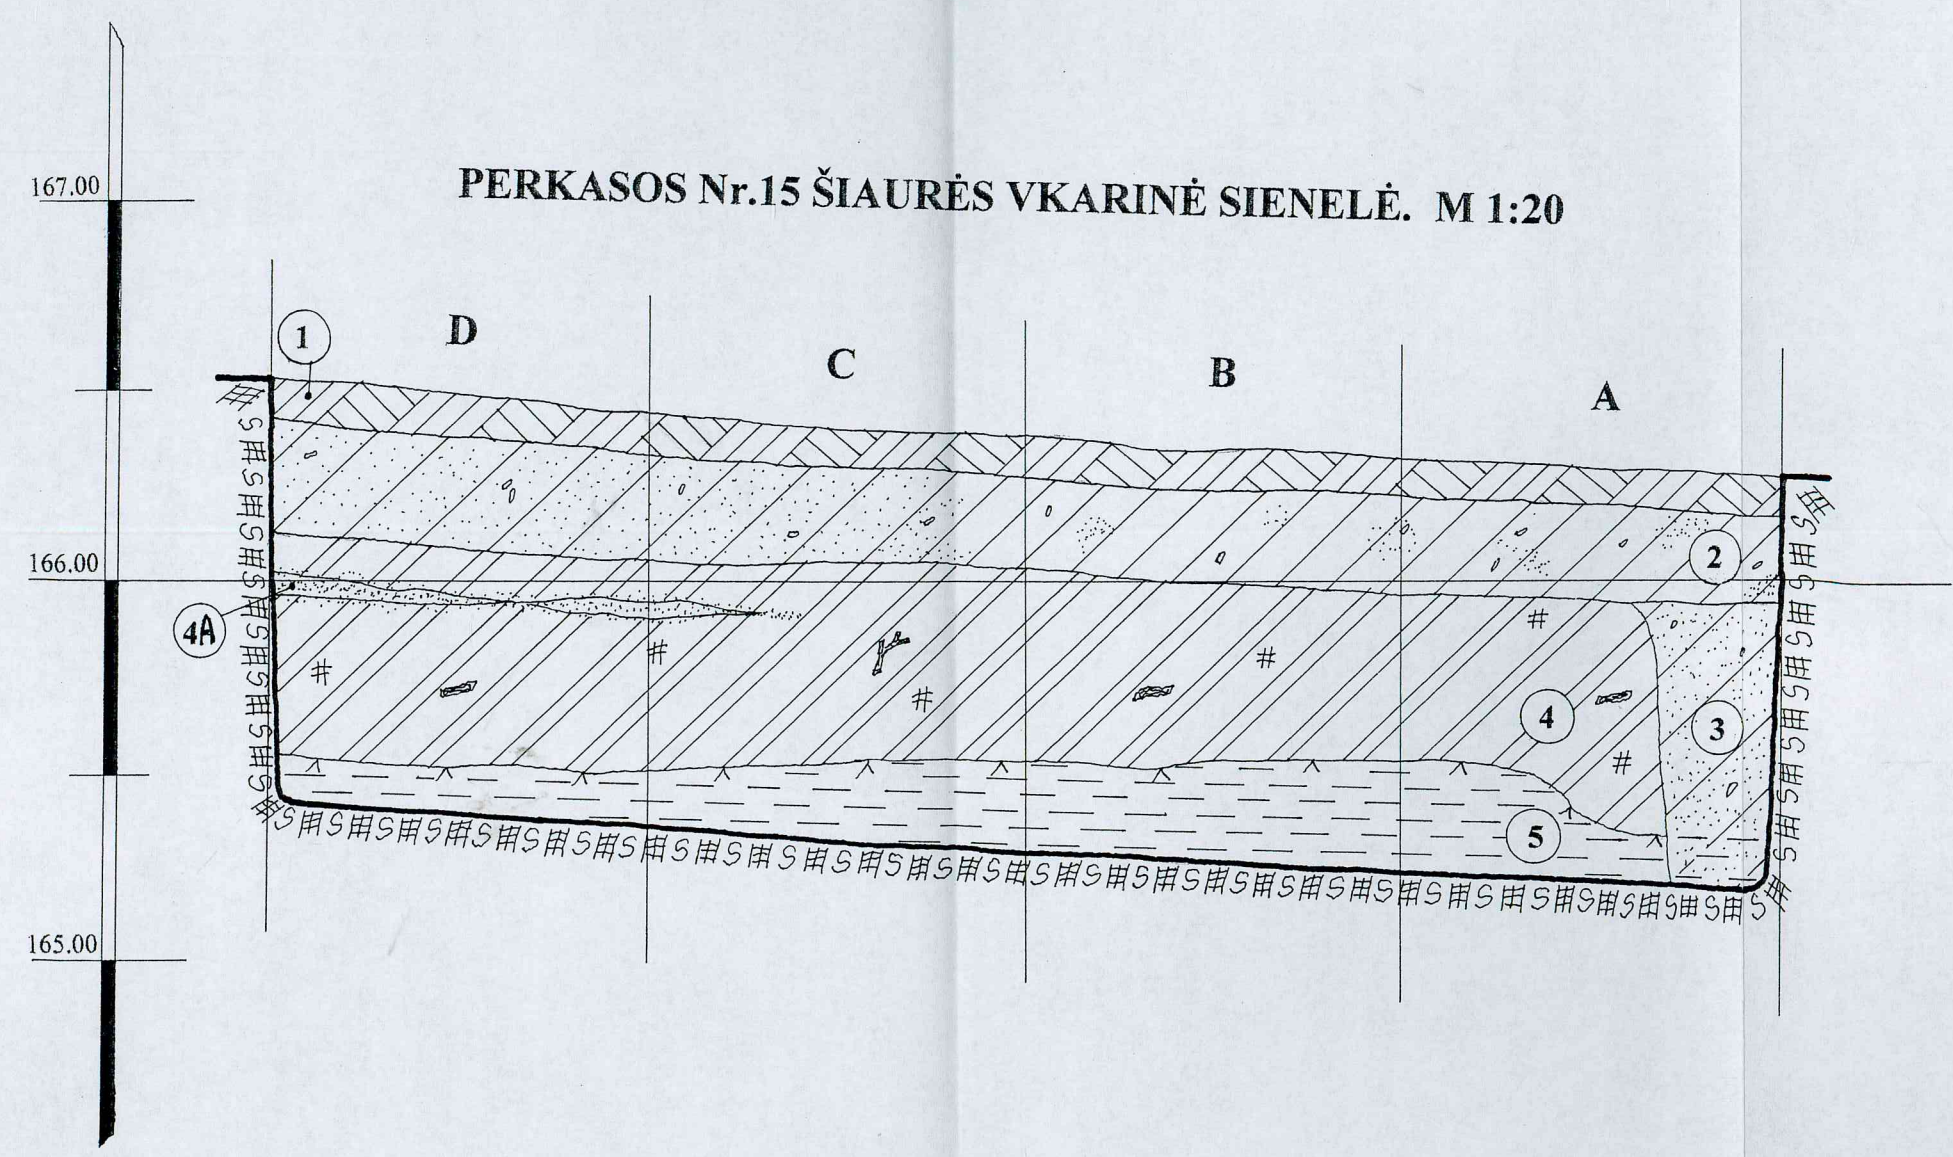 PERKASOS Nr.15 ŠIAURĖS VKARINĖ SIENELĖ. M 1:20
167.00
D
C
B
A
1
2
166.00
4A
4
3
5
165.00